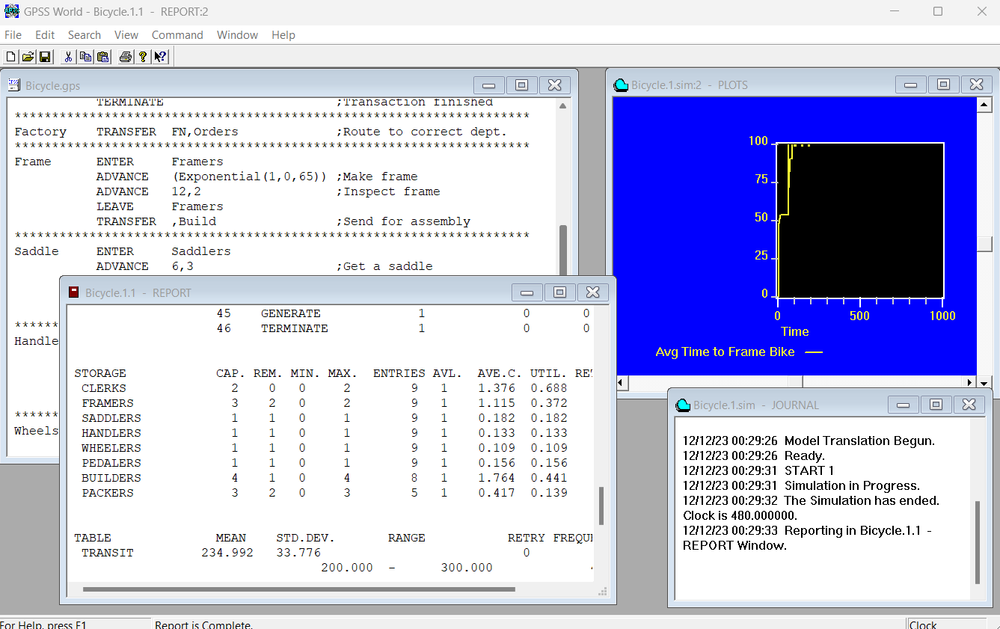 GPSS World - Bicycle.1.1 - REPORT:2
File Edit Search View Command Window Help
Bicycle.gps
TERMINATE ;Transaction finished
*********************************************************************
Factory TRANSFER FN,Orders ;Route to correct dept.
*********************************************************************
Frame ENTER Framers
ADVANCE (Exponential(1,0,65)) ;Make frame
ADVANCE 12,2 ;Inspect frame
LEAVE Framers
TRANSFER ,Build ;Send for assembly
*********************************************************************
Saddle ENTER Saddlers
ADVANCE 6,3 ;Get a saddle
******
Handle
******
Wheels
Bicycle.1.1 - REPORT
45 GENERATE 1 0 0
46 TERMINATE 1 0 0
STORAGE CAP. REM. MIN. MAX. ENTRIES AVL. AVE.C. UTIL.
CLERKS 2 0 0 2 9 1 1.376 0.688
FRAMERS 3 2 0 2 9 1 1.115 0.372
SADDLERS 1 1 0 1 9 1 0.182 0.182
HANDLERS 1 1 0 1 9 1 0.133 0.133
WHEELERS 1 1 0 1 9 1 0.109 0.109
PEDALERS 1 1 0 1 9 1 0.156 0.156
BUILDERS 4 1 0 4 8 1 1.764 0.441
PACKERS 3 2 0 3 5 1 0.417 0.139
TABLE MEAN STD.DEV. RANGE RETRY
TRANSIT 234.992 33.776 0
200.000 - 300.000
Bicycle.1.sim:2 - PLOTS
100
75
50
25
0
0 500 1000
Time
Avg Time to Frame Bike
Bicycle.1.sim - JOURNAL
12/12/23 00:29:26 Model Translation Begun.
12/12/23 00:29:26 Ready.
12/12/23 00:29:31 START 1
12/12/23 00:29:31 Simulation in Progress.
12/12/23 00:29:32 The Simulation has ended.
Clock is 480.000000.
12/12/23 00:29:33 Reporting in Bicycle.1.1 -
REPORT Window.
For Help, press F1
Report is Complete.
Clock